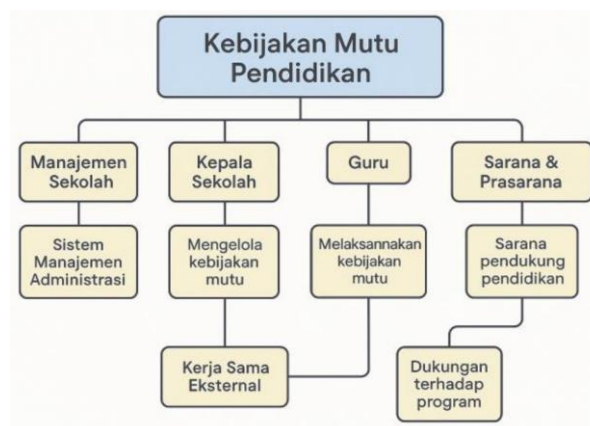 Kebijakan Mutu
Pendidikan
Manajemen
Sekolah
Kepala
Sekolah
Guru
Sarana &
Prasarana
Sistem
Manajemen
Administrasi
Mengelola
kebijakan
mutu
Melaksannakan
kebijakan
mutu
Sarana
pendukung
pendidikan
Kerja Sama
Eksternal
Dukungan
terhadap
program